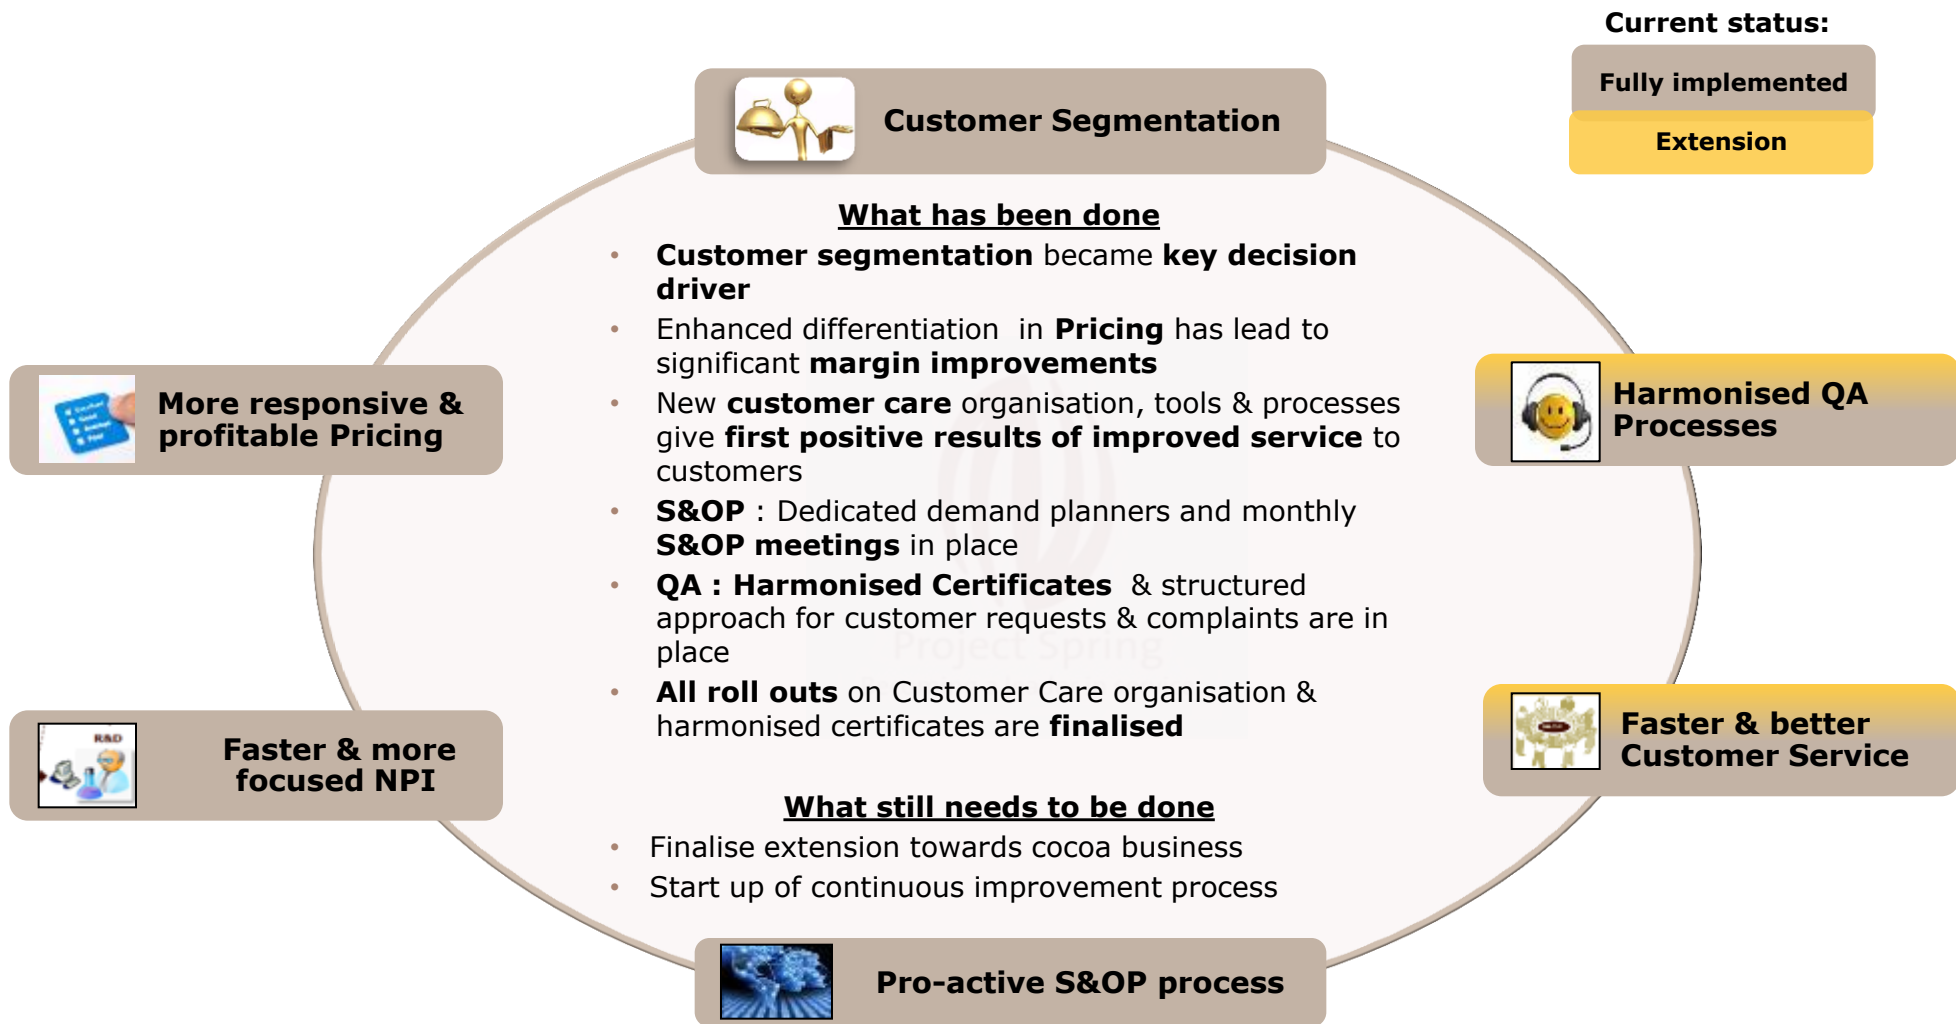 Current status:
Fully implemented
Extension
Customer Segmentation
What has been done
• Customer segmentation became key decision
driver
• Enhanced differentiation in Pricing has lead to
significant margin improvements
• New customer care organisation, tools & processes
give first positive results of improved service to
customers
• S&OP : Dedicated demand planners and monthly
S&OP meetings in place
• QA : Harmonised Certificates & structured
approach for customer requests & complaints are in
place
• All roll outs on Customer Care organisation &
harmonised certificates are finalised
What still needs to be done
• Finalise extension towards cocoa business
• Start up of continuous improvement process
More responsive &
profitable Pricing
R&D
Faster & more
focused NPI
Harmonised QA
Processes
Faster & better
Customer Service
Pro-active S&OP process
Project Spring